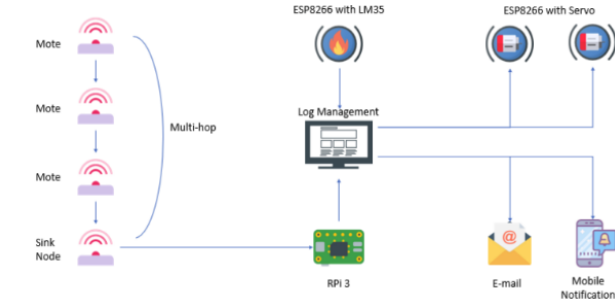 ESP8266 with LM35
ESP8266 with Servo
Mote
Mote
Multi-hop
Log Management
Mote
Sink
Node
@
RPi 3
E-mail
Mobile
Notification